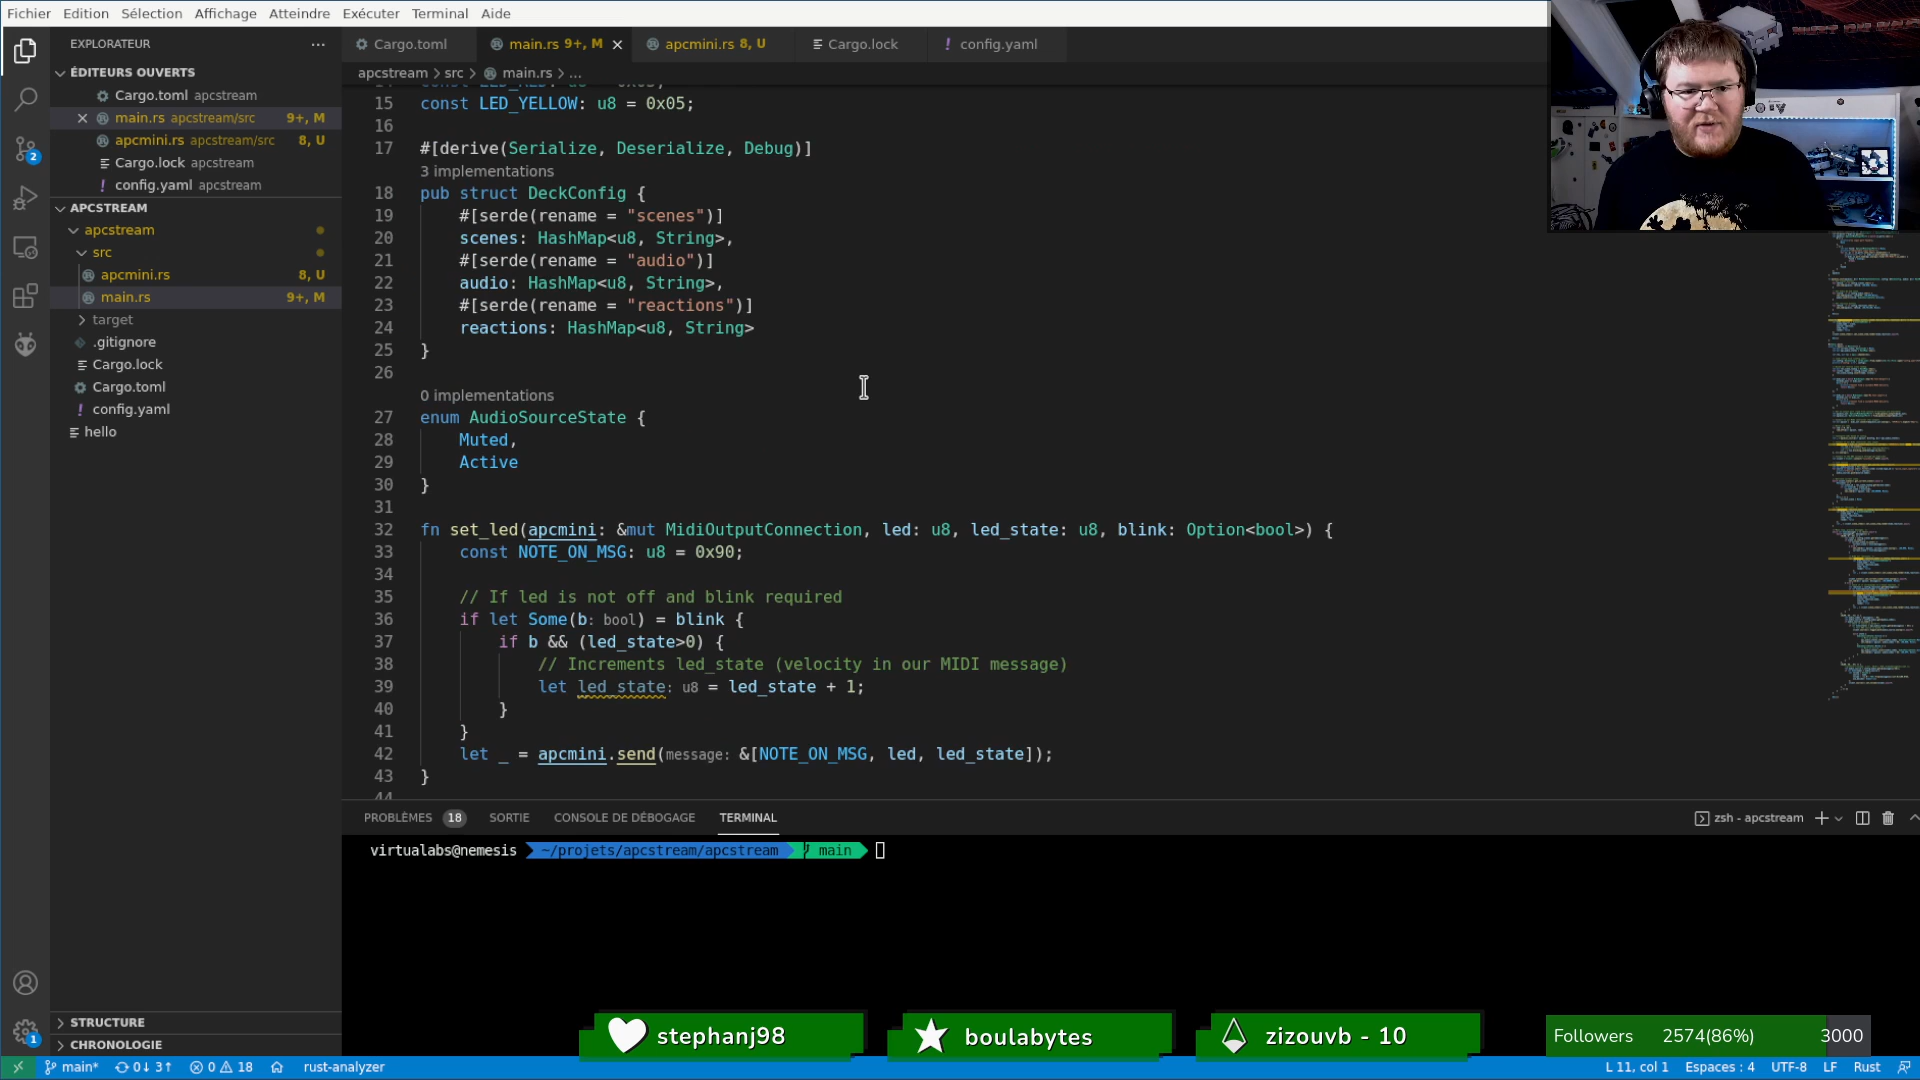 Fichier Edition Sélection Affichage Atteindre Exécuter Terminal Aide
EXPLORATEUR
ÉDITEURS OUVERTS
Cargo.toml apcstream
main.rs apcstream/src 9+, M
apcmini.rs apcstream/src 8, U
Cargo.lock apcstream
config.yaml apcstream
APCSTREAM
apcstream
src
apcmini.rs 8, U
main.rs 9+, M
target
.gitignore
Cargo.lock
Cargo.toml
config.yaml
hello
STRUCTURE
CHRONOLOGIE
Cargo.toml main.rs 9+, M apcmini.rs 8, U Cargo.lock config.yaml
apcstream > src > main.rs > ...
15 const LED_YELLOW: u8 = 0x05;
16
17 #[derive(Serialize, Deserialize, Debug)]
3 implementations
18 pub struct DeckConfig {
19 #[serde(rename = "scenes")]
20 scenes: HashMap<u8, String>,
21 #[serde(rename = "audio")]
22 audio: HashMap<u8, String>,
23 #[serde(rename = "reactions")]
24 reactions: HashMap<u8, String>
25 }
26
0 implementations
27 enum AudioSourceState {
28 Muted,
29 Active
30 }
31
32 fn set_led(apcmini: &mut MidiOutputConnection, led: u8, led_state: u8, blink: Option<bool>) {
33 const NOTE_ON_MSG: u8 = 0x90;
34
35 // If led is not off and blink required
36 if let Some(b: bool) = blink {
37 if b && (led_state>0) {
38 // Increments led_state (velocity in our MIDI message)
39 let led_state: u8 = led_state + 1;
40 }
41 }
42 let _ = apcmini.send(message: &[NOTE_ON_MSG, led, led_state]);
43 }
44
PROBLÈMES 18 SORTIE CONSOLE DE DÉBOGAGE TERMINAL
zsh - apcstream
virtualabs@nemesis ~/projets/apcstream/apcstream main
stephanj98
boulabytes
zizouvb - 10
Followers 2574(86%) 3000
main* 0↓ 3↑ 0 18 rust-analyzer
L 11, col 1 Espaces : 4 UTF-8 LF Rust